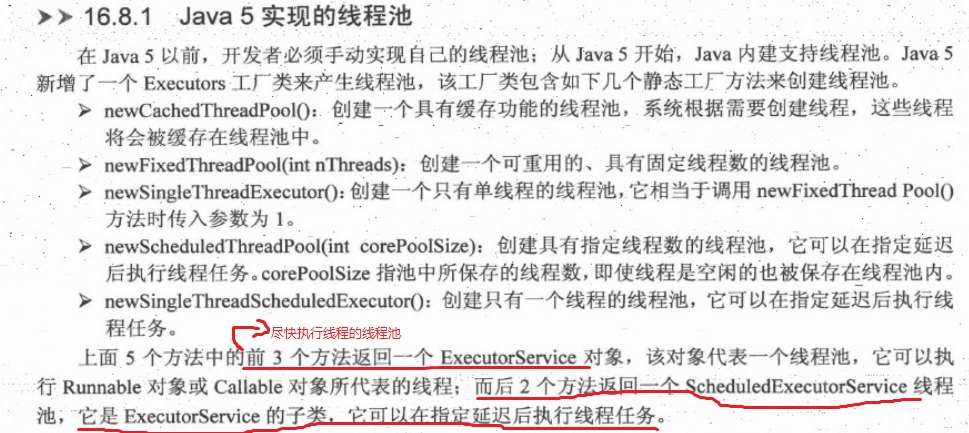 16.8.1 Java 5 实现的线程池
在 Java 5 以前，开发者必须手动实现自己的线程池；从 Java 5 开始，Java 内建支持线程池。Java 5
新增了一个 Executors 工厂类来产生线程池，该工厂类包含如下几个静态工厂方法来创建线程池。
➢ newCachedThreadPool()：创建一个具有缓存功能的线程池，系统根据需要创建线程，这些线程
将会被缓存在线程池中。
➢ newFixedThreadPool(int nThreads)：创建一个可重用的、具有固定线程数的线程池。
➢ newSingleThreadExecutor()：创建一个只有单线程的线程池，它相当于调用 newFixedThread Pool()
方法时传入参数为 1。
➢ newScheduledThreadPool(int corePoolSize)：创建具有指定线程数的线程池，它可以在指定延迟
后执行线程任务。corePoolSize 指池中所保存的线程数，即使线程是空闲的也被保存在线程池内。
➢ newSingleThreadScheduledExecutor()：创建只有一个线程的线程池，它可以在指定延迟后执行线
程任务。
尽快执行线程的线程池
上面 5 个方法中的前 3 个方法返回一个 ExecutorService 对象，该对象代表一个线程池，它可以执
行 Runnable 对象或 Callable 对象所代表的线程；而后 2 个方法返回一个 ScheduledExecutorService 线程
池，它是 ExecutorService 的子类，它可以在指定延迟后执行线程任务。